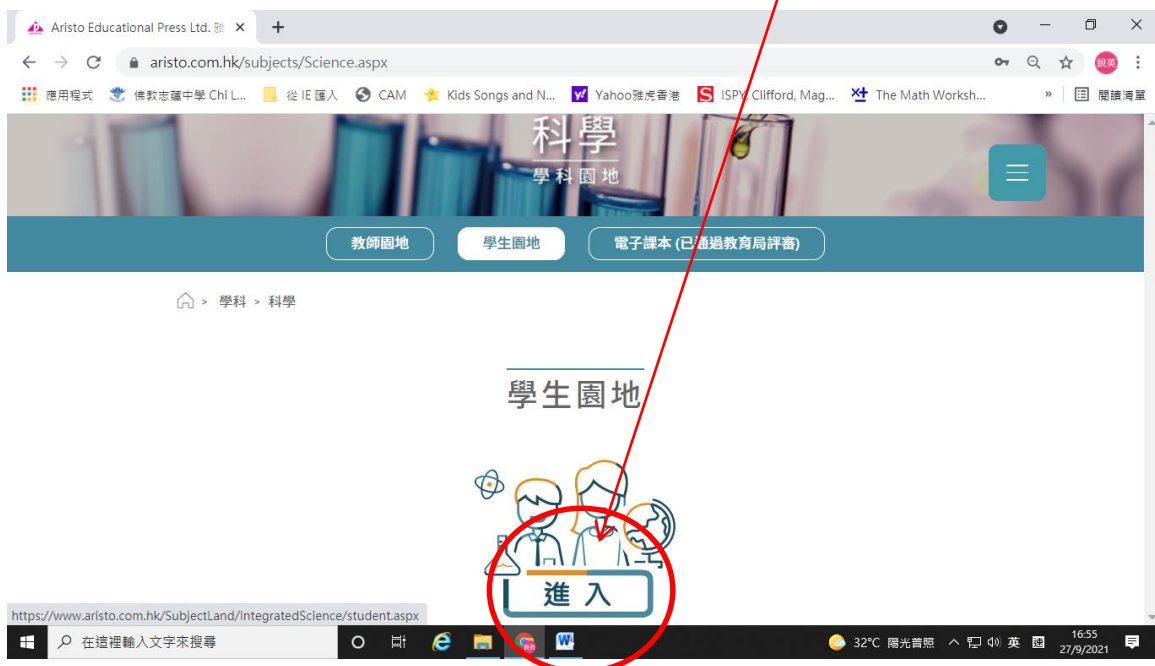 Aristo Educational Press Ltd. 雅
aristo.com.hk/subjects/Science.aspx
敏英
應用程式 佛教志蓮中學 Chi L... 從 IE 匯入 CAM Kids Songs and N... Yahoo雅虎香港 ISPY, Clifford, Mag... The Math Worksh... » 閱讀清單
科學
學科園地
教師園地 學生園地 電子課本 (已通過教育局評審)
> 學科 > 科學
學生園地
進入
https://www.aristo.com.hk/SubjectLand/IntegratedScience/student.aspx
在這裡輸入文字來搜尋
32°C 陽光普照 英
16:55
27/9/2021